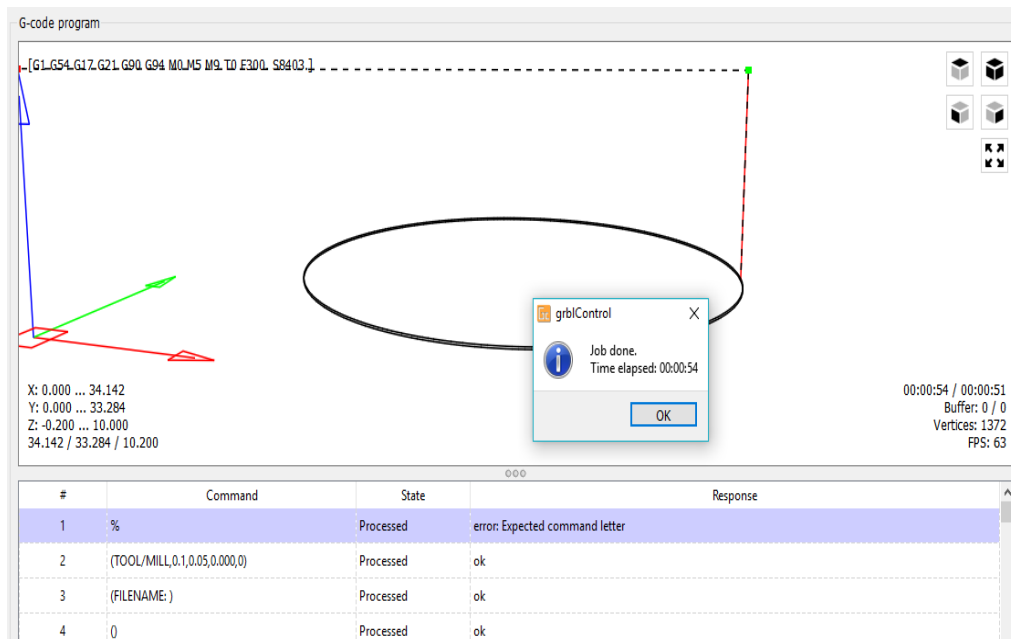 G-code program
[G1 G54 G17 G21 G90 G94 M0 M5 M9 T0 F300. S8403.]
grblControl
Job done.
Time elapsed: 00:00:54
OK
X: 0.000 ... 34.142
Y: 0.000 ... 33.284
Z: -0.200 ... 10.000
34.142 / 33.284 / 10.200
00:00:54 / 00:00:51
Buffer: 0 / 0
Vertices: 1372
FPS: 63
# Command State Response
1 % Processed error: Expected command letter
2 (TOOL/MILL,0.1,0.05,0.000,0) Processed ok
3 (FILENAME: ) Processed ok
4 () Processed ok